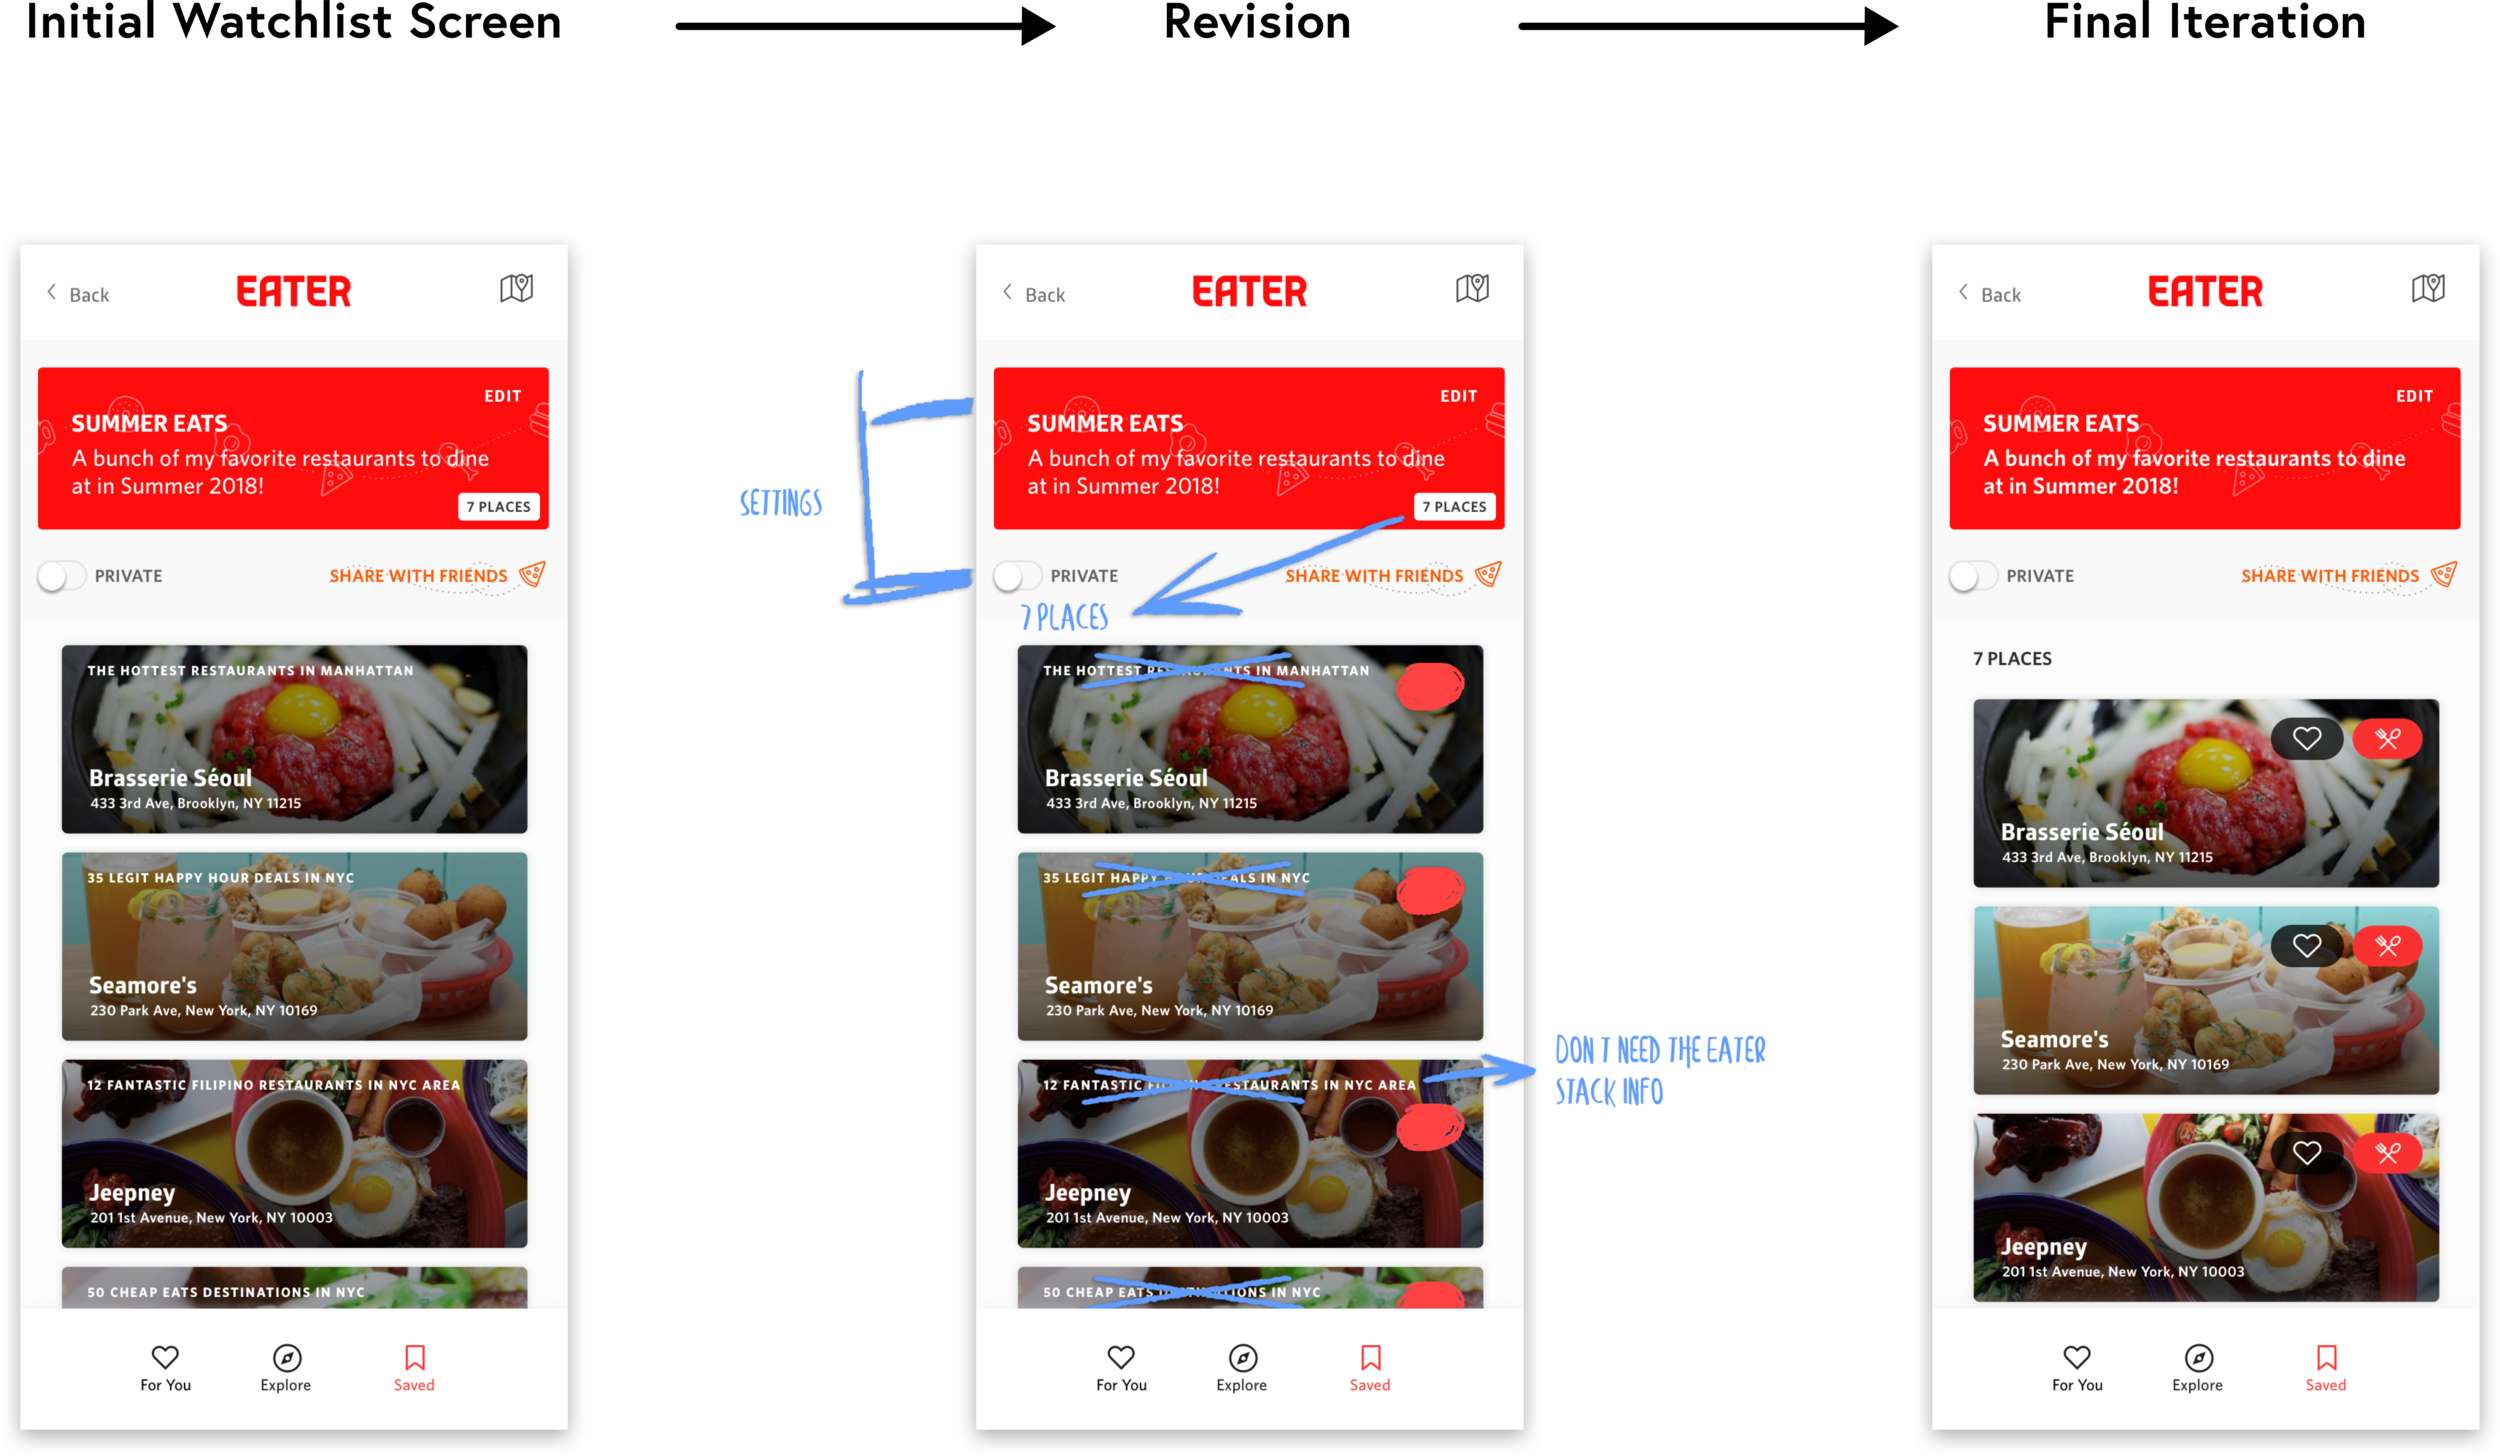 Initial Watchlist Screen
Revision
Final Iteration
Back
EATER
EDIT
SUMMER EATS
A bunch of my favorite restaurants to dine
at in Summer 2018!
7 PLACES
PRIVATE
SHARE WITH FRIENDS
THE HOTTEST RESTAURANTS IN MANHATTAN
Brasserie Séoul
433 3rd Ave, Brooklyn, NY 11215
35 LEGIT HAPPY HOUR DEALS IN NYC
Seamore's
230 Park Ave, New York, NY 10169
12 FANTASTIC FILIPINO RESTAURANTS IN NYC AREA
Jeepney
201 1st Avenue, New York, NY 10003
50 CHEAP EATS DESTINATIONS IN NYC
For You
Explore
Saved
SETTINGS
Back
EATER
EDIT
SUMMER EATS
A bunch of my favorite restaurants to dine
at in Summer 2018!
7 PLACES
PRIVATE
SHARE WITH FRIENDS
7 PLACES
THE HOTTEST RESTAURANTS IN MANHATTAN
Brasserie Séoul
433 3rd Ave, Brooklyn, NY 11215
35 LEGIT HAPPY HOUR DEALS IN NYC
Seamore's
230 Park Ave, New York, NY 10169
12 FANTASTIC FILIPINO RESTAURANTS IN NYC AREA
Jeepney
201 1st Avenue, New York, NY 10003
50 CHEAP EATS DESTINATIONS IN NYC
For You
Explore
Saved
DON T NEED THE EATER
STACK INFO
Back
EATER
EDIT
SUMMER EATS
A bunch of my favorite restaurants to dine
at in Summer 2018!
PRIVATE
SHARE WITH FRIENDS
7 PLACES
Brasserie Séoul
433 3rd Ave, Brooklyn, NY 11215
Seamore's
230 Park Ave, New York, NY 10169
Jeepney
201 1st Avenue, New York, NY 10003
For You
Explore
Saved